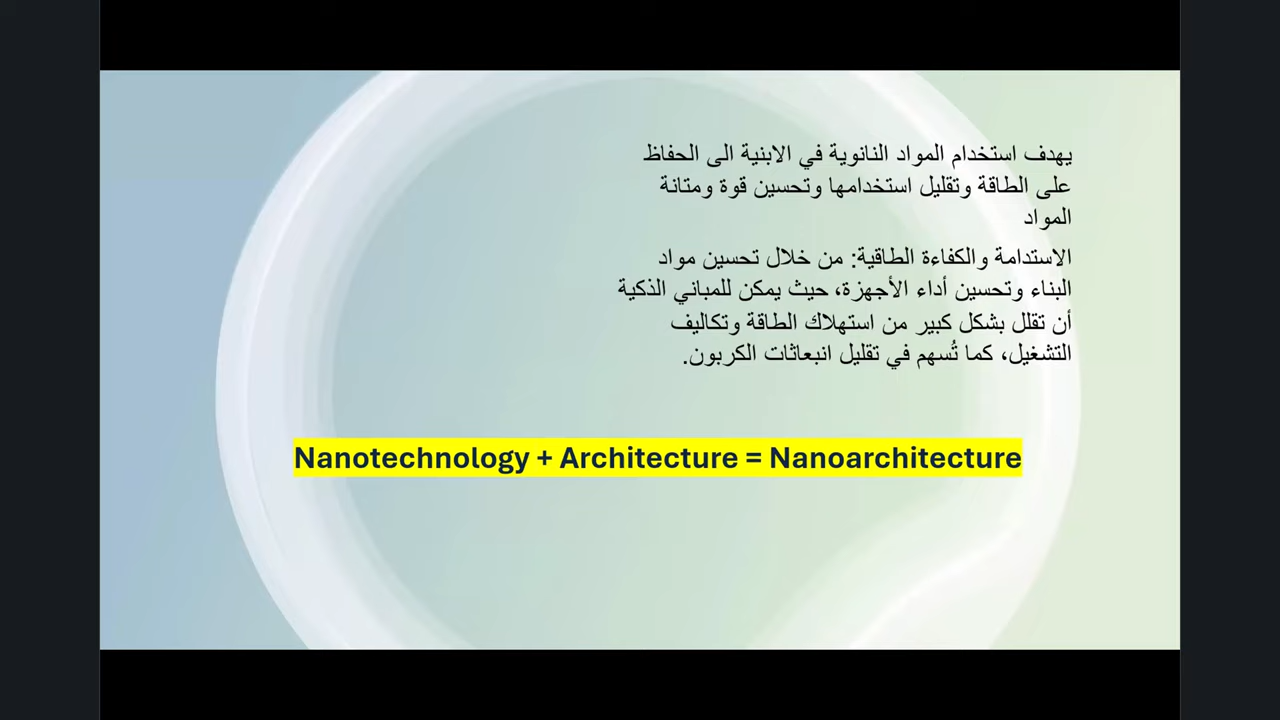 يهدف استخدام المواد النانوية في الابنية الى الحفاظ
على الطاقة وتقليل استخدامها وتحسين قوة ومتانة
المواد
الاستدامة والكفاءة الطاقية: من خلال تحسين مواد
البناء وتحسين أداء الأجهزة، حيث يمكن للمباني الذكية
أن تقلل بشكل كبير من استهلاك الطاقة وتكاليف
التشغيل، كما تُسهم في تقليل انبعاثات الكربون.
Nanotechnology + Architecture = Nanoarchitecture